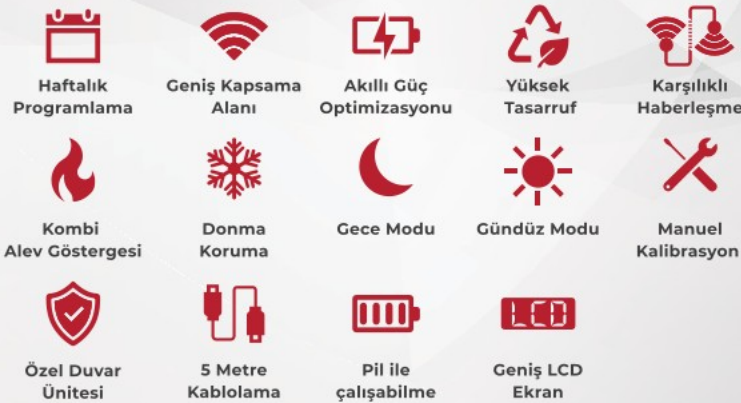 Haftalık
Programlama
Geniş Kapsama
Alanı
Akıllı Güç
Optimizasyonu
Yüksek
Tasarruf
Karşılıklı
Haberleşme
Kombi
Alev Göstergesi
Donma
Koruma
Gece Modu
Gündüz Modu
Manuel
Kalibrasyon
Özel Duvar
Ünitesi
5 Metre
Kablolama
Pil ile
çalışabilme
LCD
Geniş LCD
Ekran